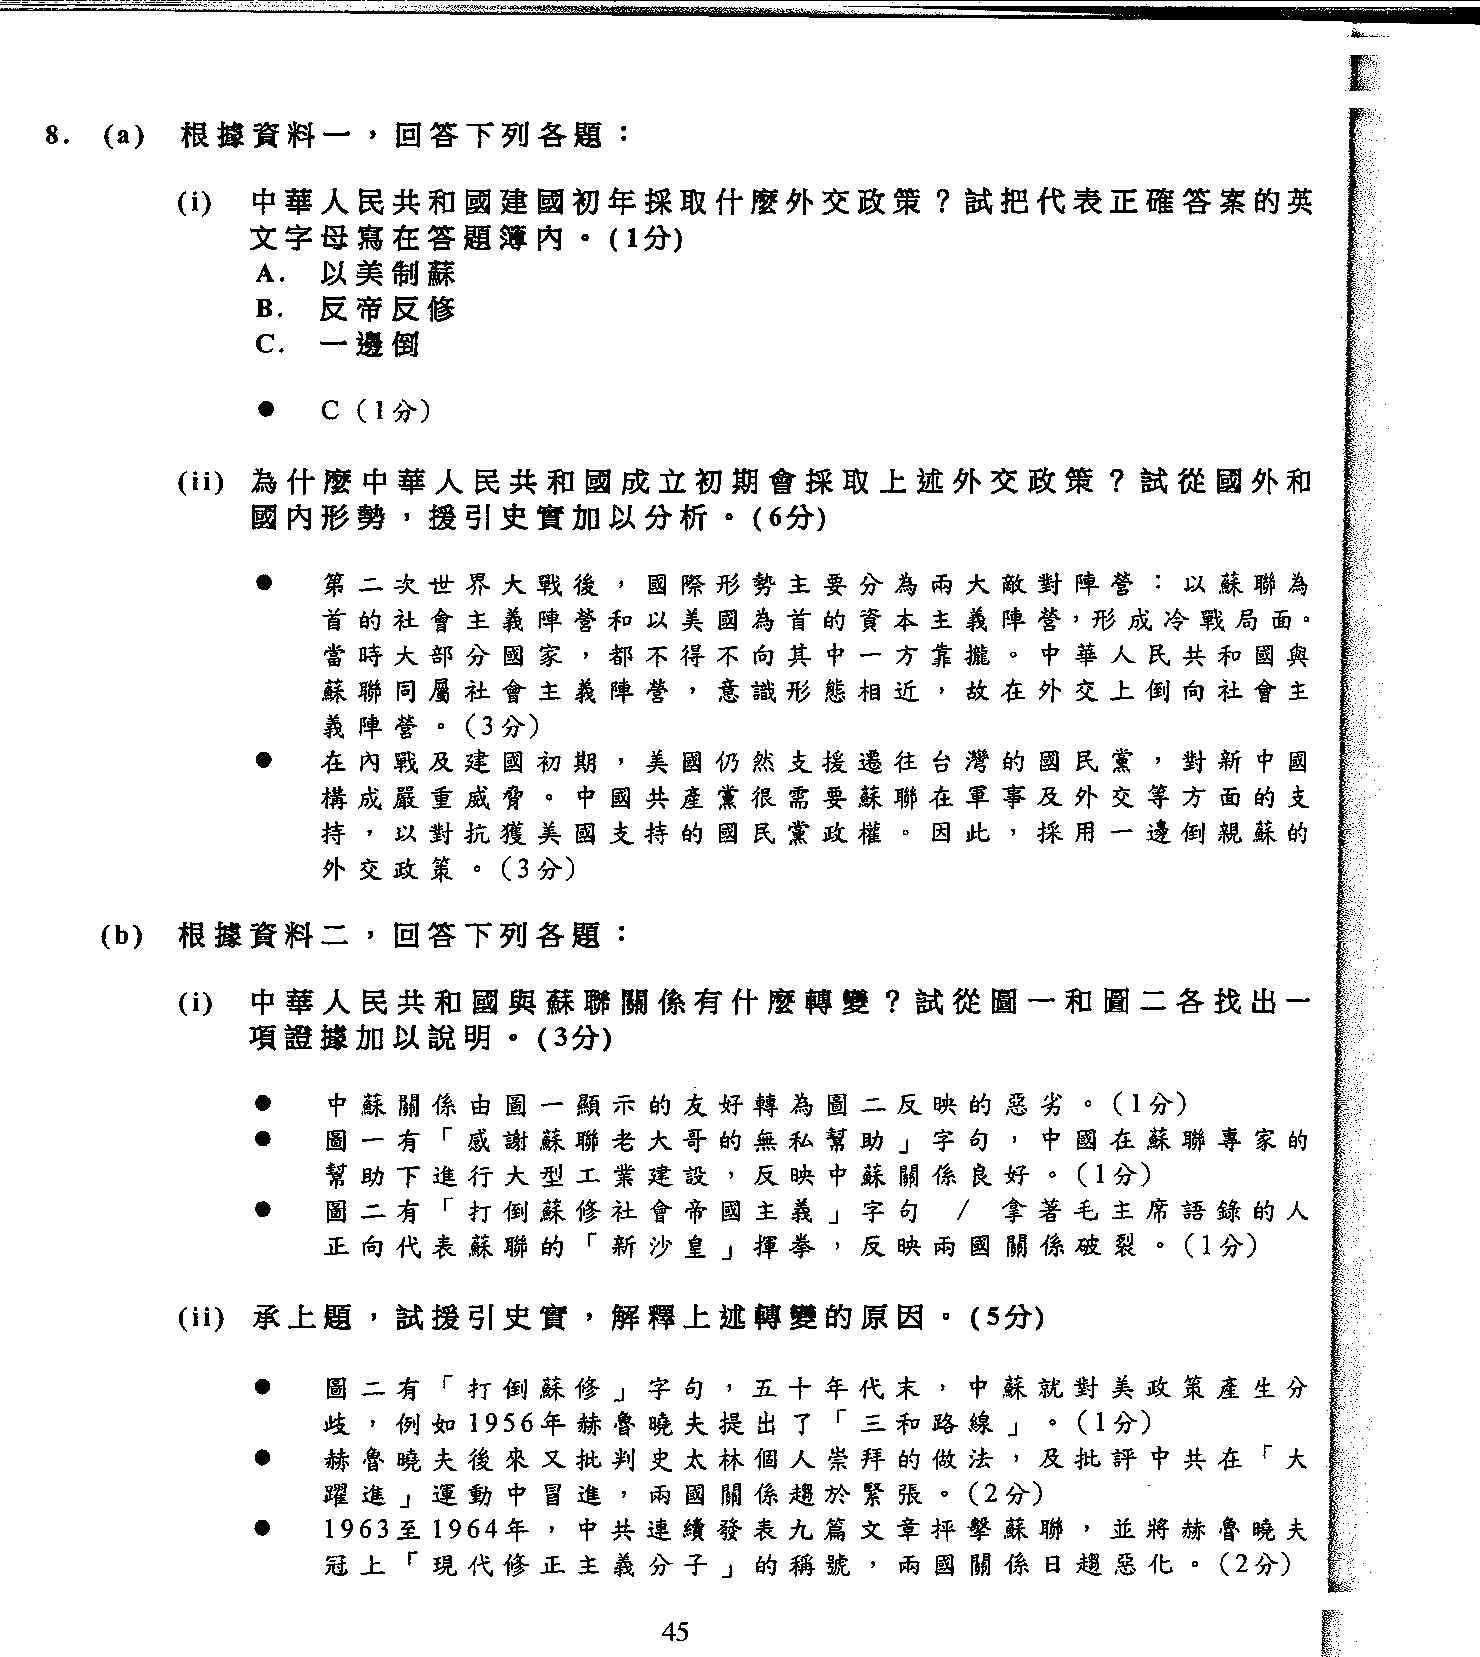 8. (a) 根據資料一，回答下列各題：
(i) 中華人民共和國建國初年採取什麼外交政策？試把代表正確答案的英
文字母寫在答題簿內。(1分)
A. 以美制蘇
B. 反帝反修
C. 一邊倒
● C (1分)
(ii) 為什麼中華人民共和國成立初期會採取上述外交政策？試從國外和
國內形勢，援引史實加以分析。(6分)
● 第二次世界大戰後，國際形勢主要分為兩大敵對陣營：以蘇聯為
首的社會主義陣營和以美國為首的資本主義陣營，形成冷戰局面。
當時大部分國家，都不得不向其中一方靠攏。中華人民共和國與
蘇聯同屬社會主義陣營，意識形態相近，故在外交上倒向社會主
義陣營。(3分)
● 在內戰及建國初期，美國仍然支援遷往台灣的國民黨，對新中國
構成嚴重威脅。中國共產黨很需要蘇聯在軍事及外交等方面的支
持，以對抗獲美國支持的國民黨政權。因此，採用一邊倒親蘇的
外交政策。(3分)
(b) 根據資料二，回答下列各題：
(i) 中華人民共和國與蘇聯關係有什麼轉變？試從圖一和圖二各找出一
項證據加以說明。(3分)
● 中蘇關係由圖一顯示的友好轉為圖二反映的惡劣。(1分)
● 圖一有「感謝蘇聯老大哥的無私幫助」字句，中國在蘇聯專家的
幫助下進行大型工業建設，反映中蘇關係良好。(1分)
● 圖二有「打倒蘇修社會帝國主義」字句 / 拿著毛主席語錄的人
正向代表蘇聯的「新沙皇」揮拳，反映兩國關係破裂。(1分)
(ii) 承上題，試援引史實，解釋上述轉變的原因。(5分)
● 圖二有「打倒蘇修」字句，五十年代末，中蘇就對美政策產生分
歧，例如1956年赫魯曉夫提出了「三和路線」。(1分)
● 赫魯曉夫後來又批判史太林個人崇拜的做法，及批評中共在「大
躍進」運動中冒進，兩國關係趨於緊張。(2分)
● 1963至1964年，中共連續發表九篇文章抨擊蘇聯，並將赫魯曉夫
冠上「現代修正主義分子」的稱號，兩國關係日趨惡化。(2分)
45